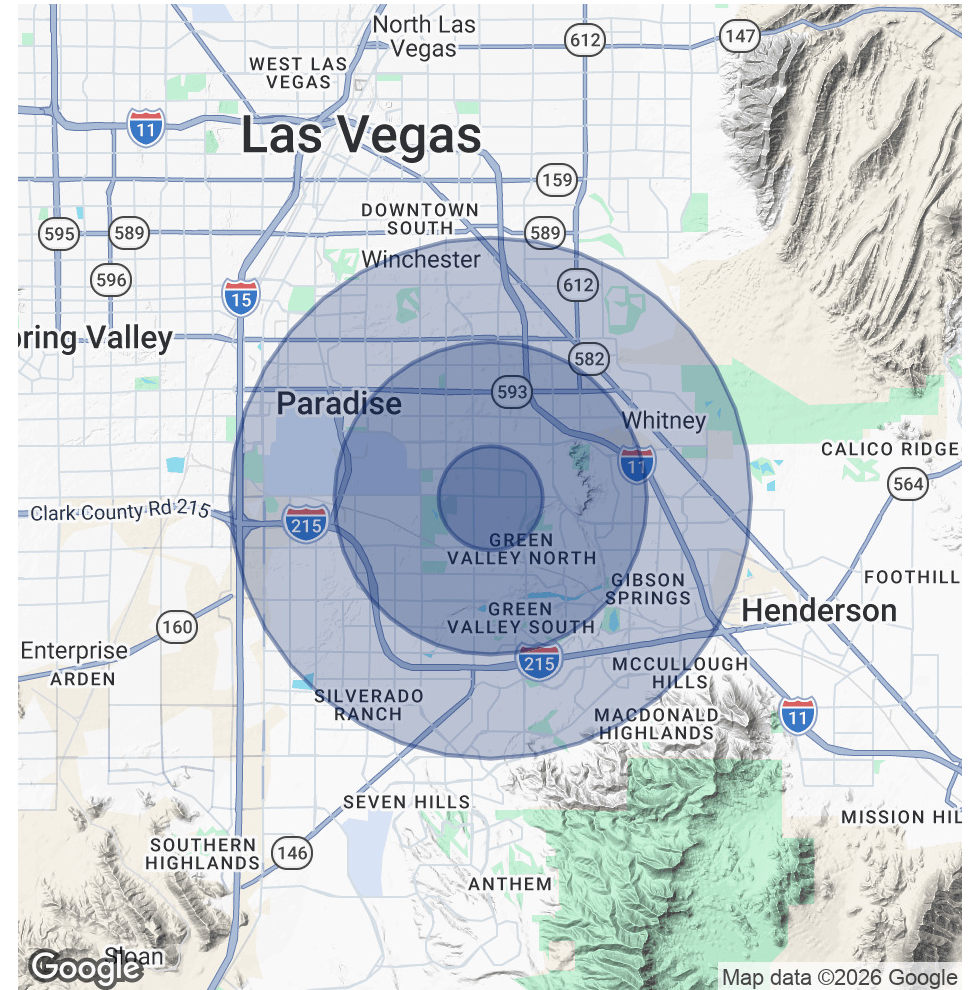 North Las
Vegas
612
147
WEST LAS
VEGAS
11
Las Vegas
159
DOWNTOWN
SOUTH
595
589
589
Winchester
596
612
15
oring Valley
582
593
Paradise
Whitney
11
CALICO RIDGE
564
Clark County Rd 215
215
GREEN
VALLEY NORTH
FOOTHILL
GIBSON
SPRINGS
GREEN
VALLEY SOUTH
Henderson
160
Enterprise
ARDEN
215
MCCULLOUGH
HILLS
SILVERADO
RANCH
MACDONALD
HIGHLANDS
11
SEVEN HILLS
MISSION HIL
SOUTHERN
HIGHLANDS
146
ANTHEM
Sloan
Google
Map data ©2026 Google